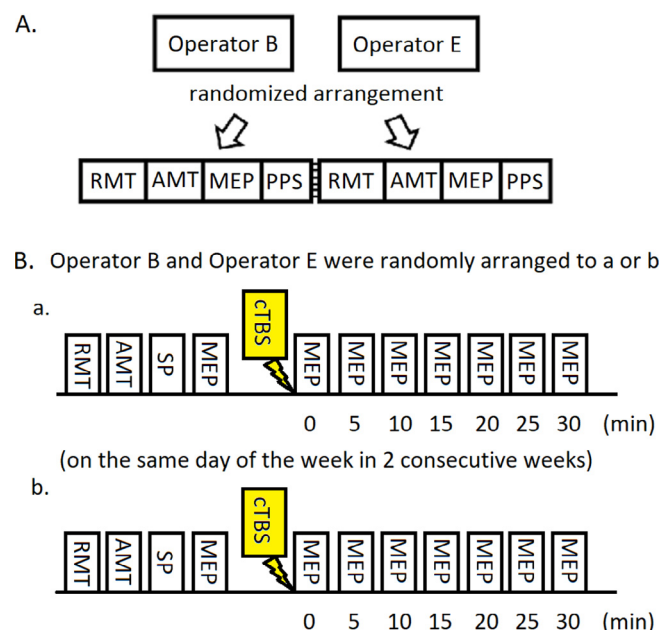 A.
Operator B Operator E
randomized arrangement
RMT AMT MEP PPS RMT AMT MEP PPS
B. Operator B and Operator E were randomly arranged to a or b
a.
cTBS
RMT AMT SP MEP MEP MEP MEP MEP MEP MEP MEP
0 5 10 15 20 25 30 (min)
(on the same day of the week in 2 consecutive weeks)
b.
cTBS
RMT AMT SP MEP MEP MEP MEP MEP MEP MEP MEP
0 5 10 15 20 25 30 (min)